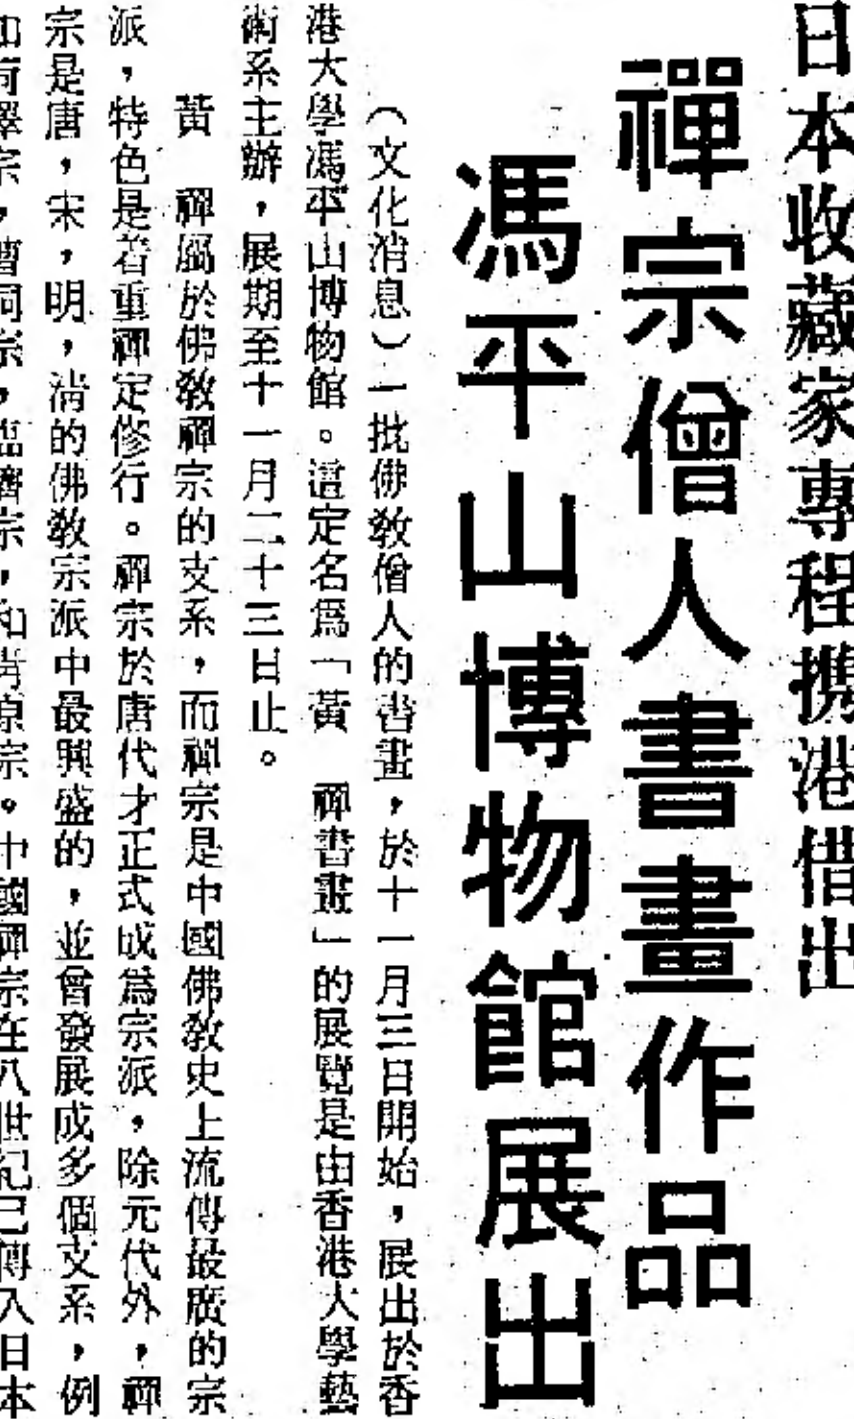 日本收藏家專程携港借出
禪宗僧人書畫作品
馮平山博物館展出
（文化消息）一批佛敎僧人的書畫，於十一月三日開始，展出於香
港大學馮平山博物館。這定名爲「黃　禪書畫」的展覽是由香港大學藝
術系主辦，展期至十一月二十三日止。
黃　禪屬於佛敎禪宗的支系，而禪宗是中國佛敎史上流傳最廣的宗
派，特色是着重禪定修行。禪宗於唐代才正式成爲宗派，除元代外，禪
宗是唐，宋，明，淸的佛敎宗派中最興盛的，並曾發展成多個支系，例
如荷澤宗，曹洞宗，臨濟宗，和靑原宗。中國禪宗在八世紀已傳入日本